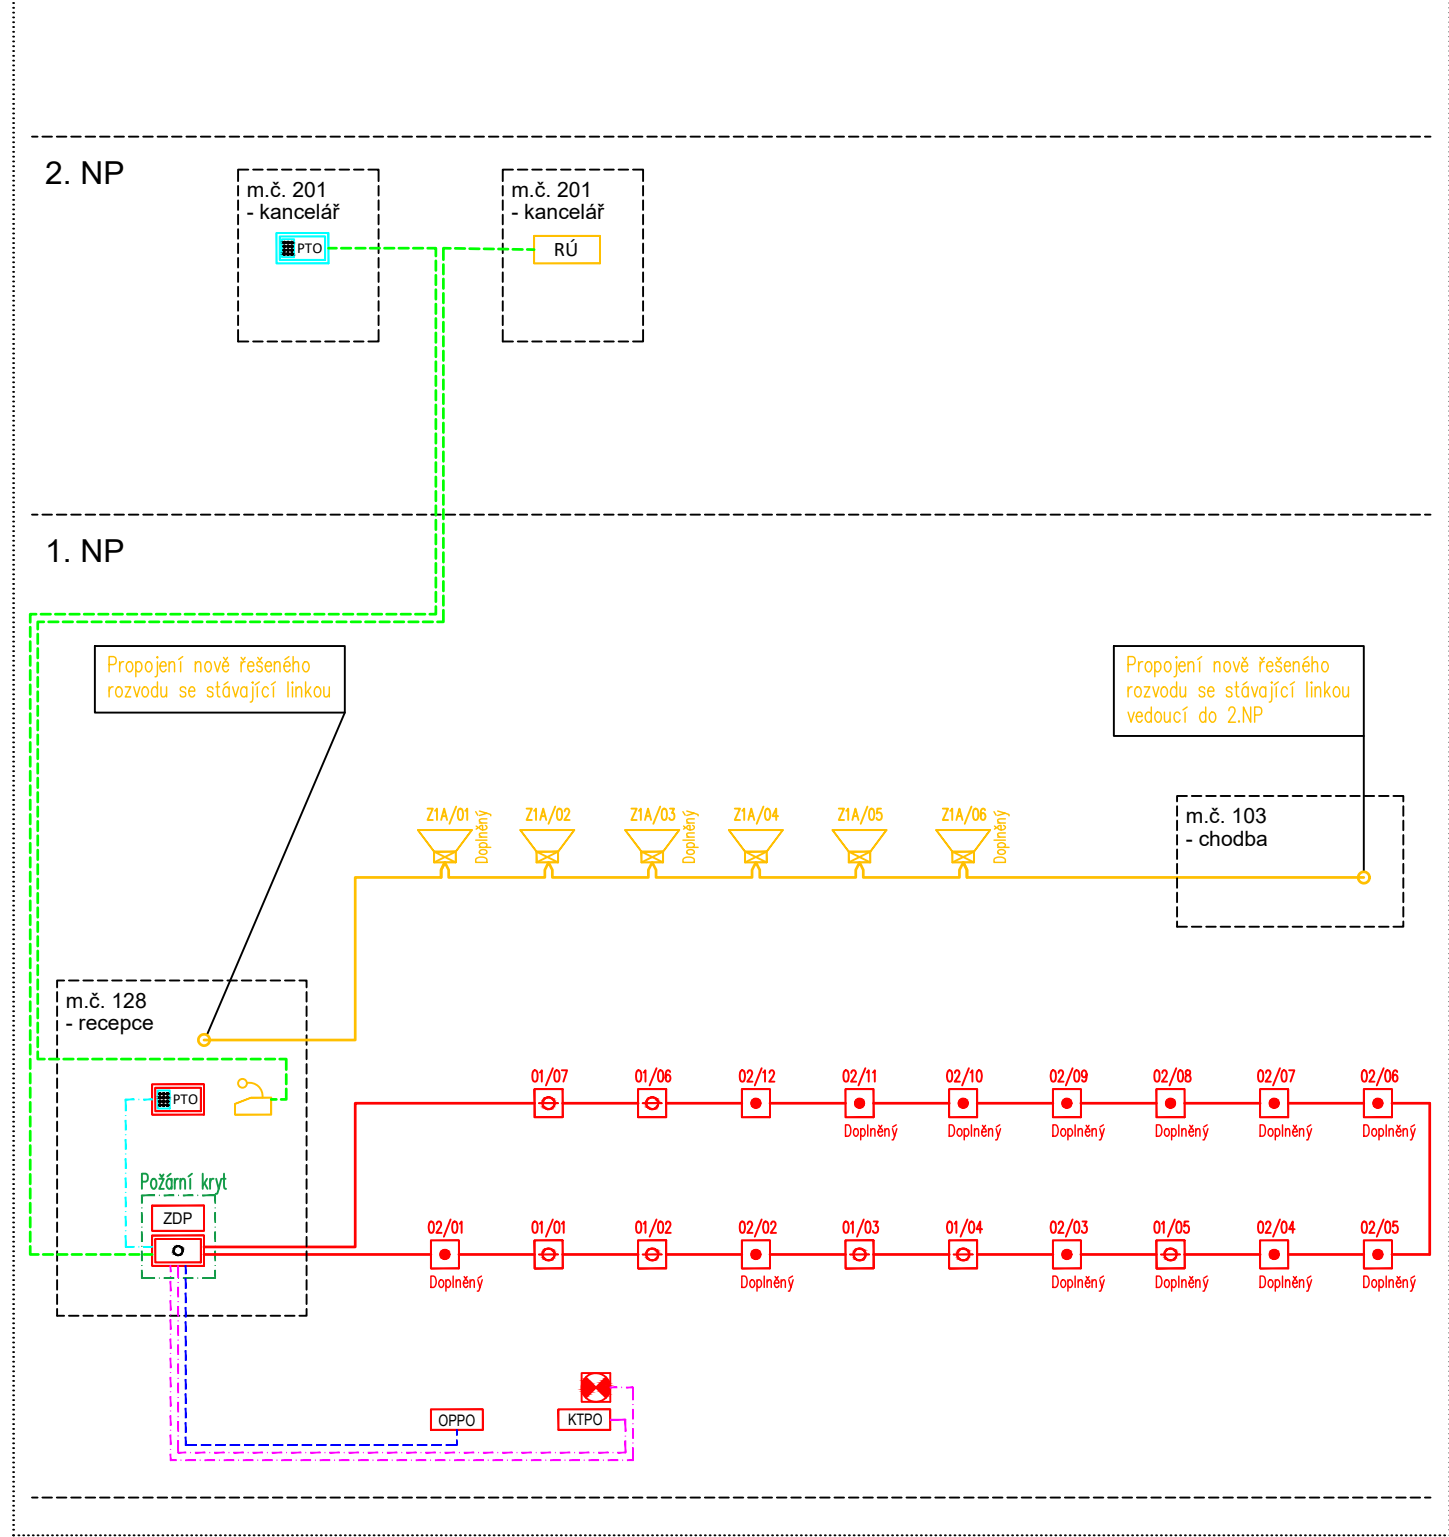 2. NP
m.č. 201
- kancelář
PTO
m.č. 201
- kancelář
RÚ
1. NP
Propojení nově řešeného
rozvodu se stávající linkou
Propojení nově řešeného
rozvodu se stávající linkou
vedoucí do 2.NP
Z1A/01
Doplněný
Z1A/02
Z1A/03
Doplněný
Z1A/04
Z1A/05
Z1A/06
Doplněný
m.č. 103
- chodba
m.č. 128
- recepce
PTO
Požární kryt
ZDP
01/07
01/06
02/12
02/11
02/10
02/09
02/08
02/07
02/06
Doplněný
Doplněný
Doplněný
Doplněný
Doplněný
Doplněný
02/01
01/01
01/02
02/02
01/03
01/04
02/03
01/05
02/04
02/05
Doplněný
Doplněný
Doplněný
Doplněný
Doplněný
OPPO
KTPO